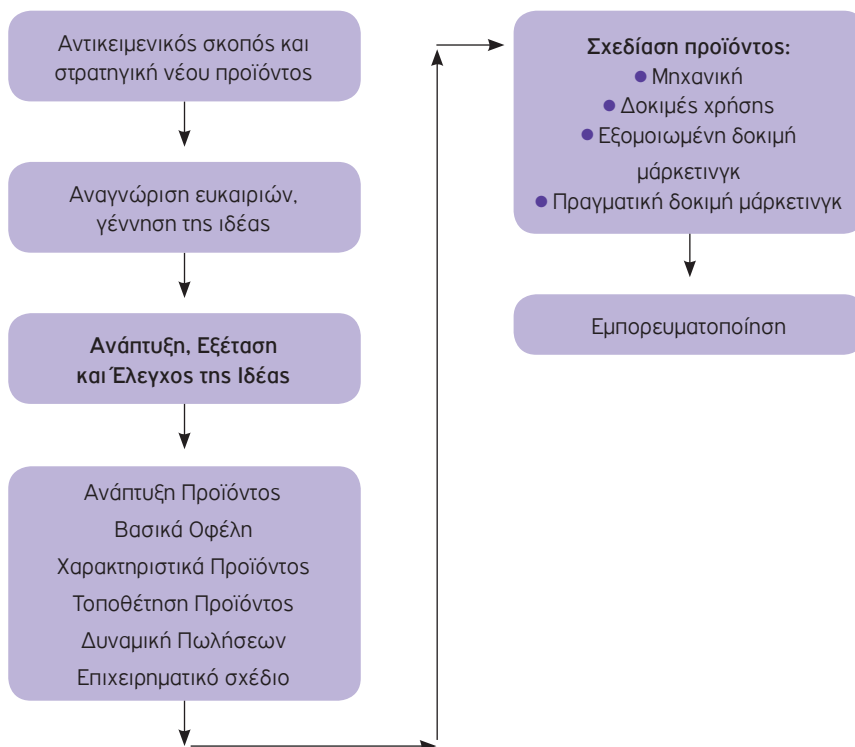 Αντικειμενικός σκοπός και
στρατηγική νέου προϊόντος
Αναγνώριση ευκαιριών,
γέννηση της ιδέας
Ανάπτυξη, Εξέταση
και Έλεγχος της Ιδέας
Ανάπτυξη Προϊόντος
Βασικά Οφέλη
Χαρακτηριστικά Προϊόντος
Τοποθέτηση Προϊόντος
Δυναμική Πωλήσεων
Επιχειρηματικό σχέδιο
Σχεδίαση προϊόντος:
● Μηχανική
● Δοκιμές χρήσης
● Εξομοιωμένη δοκιμή
μάρκετινγκ
● Πραγματική δοκιμή μάρκετινγκ
Εμπορευματοποίηση